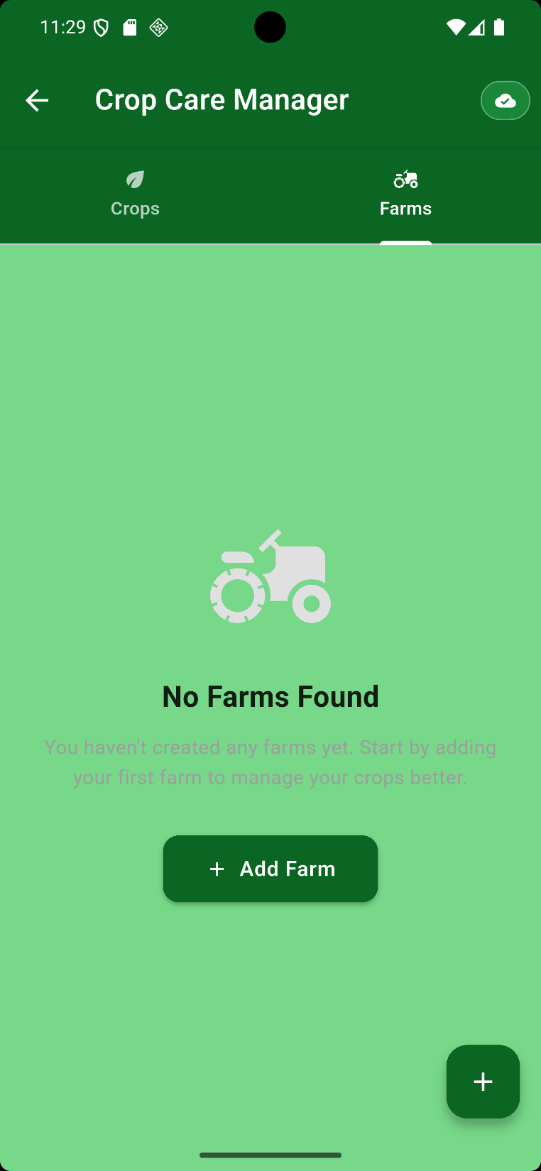 11:29
Crop Care Manager
Crops
Farms
No Farms Found
You haven't created any farms yet. Start by adding
your first farm to manage your crops better.
+ Add Farm
+